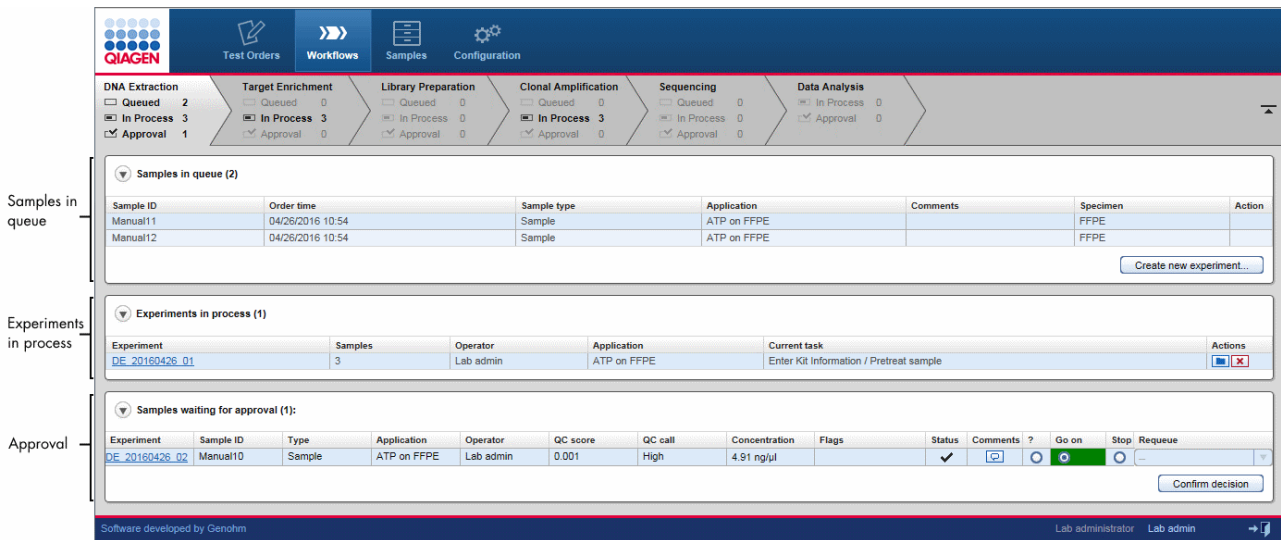 QIAGEN
Test Orders Workflows Samples Configuration
DNA Extraction Target Enrichment Library Preparation Clonal Amplification Sequencing Data Analysis
Queued 2 Queued 0 Queued 0 Queued 0 Queued 0 In Process 0
In Process 3 In Process 3 In Process 0 In Process 3 In Process 0 Approval 0
Approval 1 Approval 0 Approval 0 Approval 0 Approval 0
Samples in
queue
Samples in queue (2)
Sample ID Order time Sample type Application Comments Specimen Action
Manual11 04/26/2016 10:54 Sample ATP on FFPE FFPE
Manual12 04/26/2016 10:54 Sample ATP on FFPE FFPE
Create new experiment...
Experiments
in process
Experiments in process (1)
Experiment Samples Operator Application Current task Actions
DE_20160426_01 3 Lab admin ATP on FFPE Enter Kit Information / Pretreat sample
Approval
Samples waiting for approval (1):
Experiment Sample ID Type Application Operator QC score QC call Concentration Flags Status Comments ? Go on Stop Requeue
DE_20160426_02 Manual10 Sample ATP on FFPE Lab admin 0.001 High 4.91 ng/µl ...
Confirm decision
Software developed by Genohm Lab administrator Lab admin